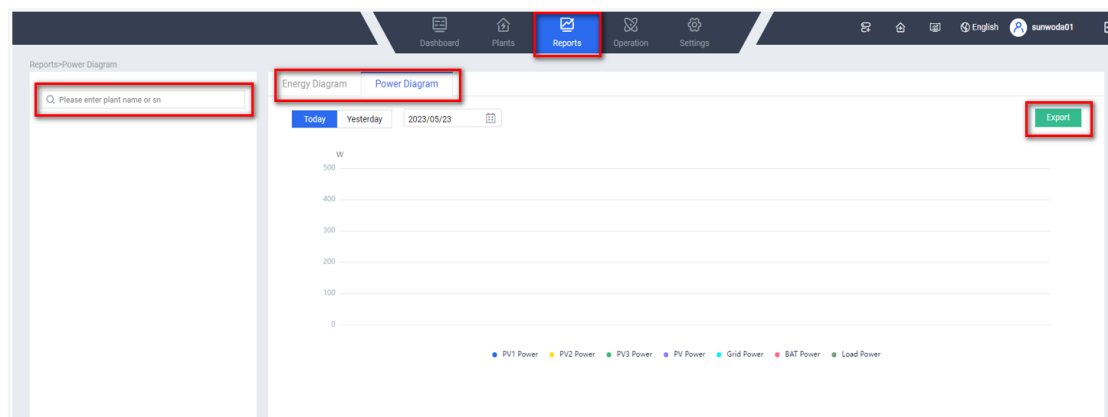 Dashboard Plants Reports Operation Settings English sunwoda01
Reports>Power Diagram
Please enter plant name or sn
Energy Diagram Power Diagram
Today Yesterday 2023/05/23 Export
W
500
400
300
200
100
0
PV1 Power PV2 Power PV3 Power PV Power Grid Power BAT Power Load Power